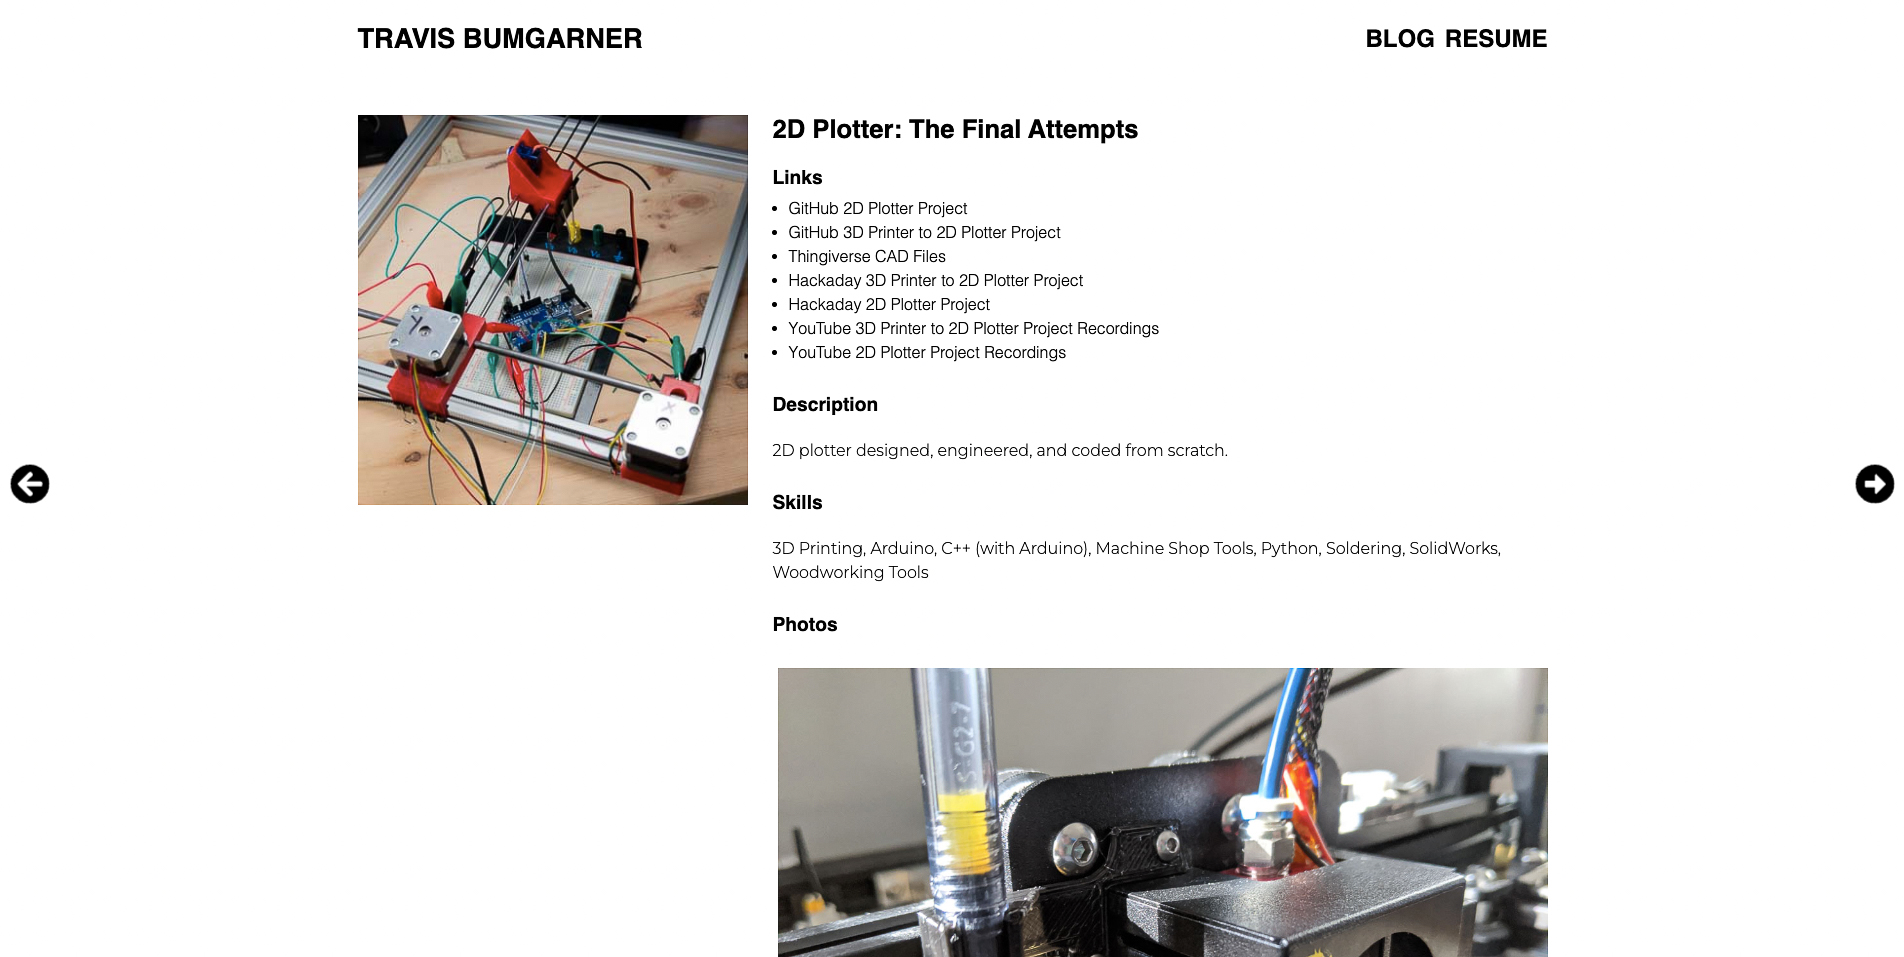 TRAVIS BUMGARNER
BLOG RESUME
2D Plotter: The Final Attempts
Links
• GitHub 2D Plotter Project
• GitHub 3D Printer to 2D Plotter Project
• Thingiverse CAD Files
• Hackaday 3D Printer to 2D Plotter Project
• Hackaday 2D Plotter Project
• YouTube 3D Printer to 2D Plotter Project Recordings
• YouTube 2D Plotter Project Recordings
Y
X
Description
2D plotter designed, engineered, and coded from scratch.
Skills
3D Printing, Arduino, C++ (with Arduino), Machine Shop Tools, Python, Soldering, SolidWorks,
Woodworking Tools
Photos